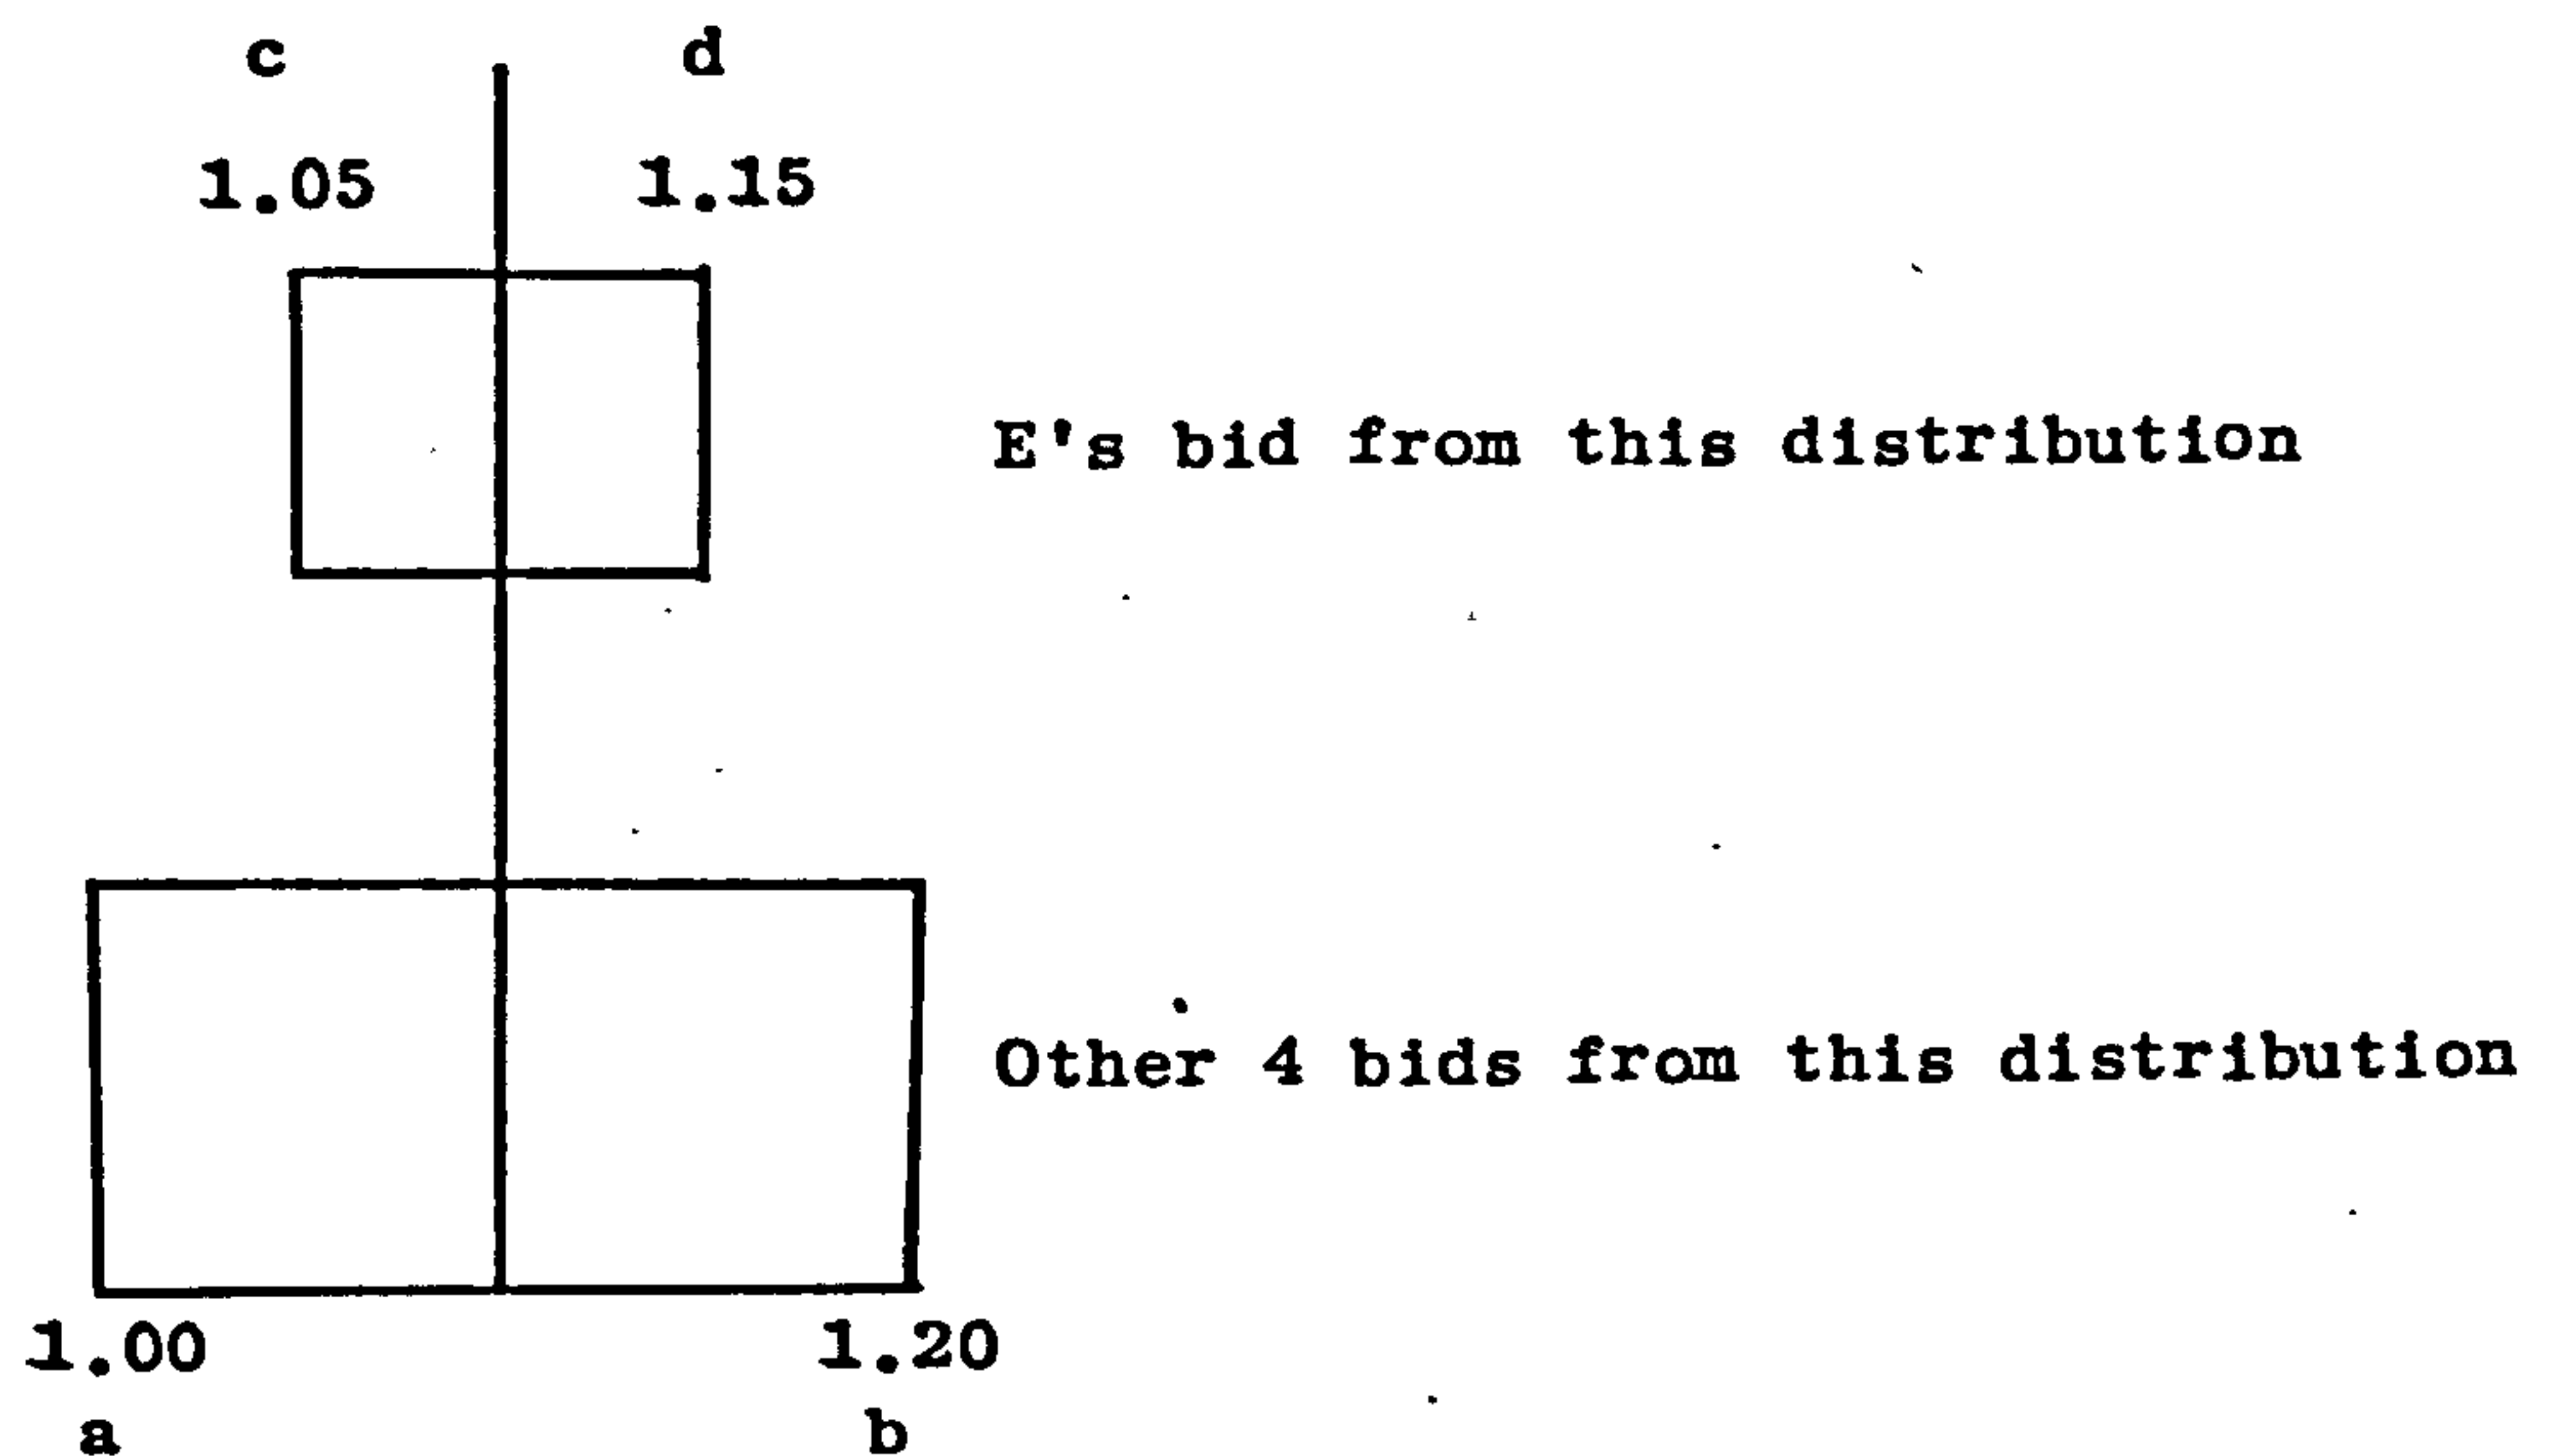 c d
1.05 1.15
E's bid from this distribution
Other 4 bids from this distribution
1.00 1.20
a b